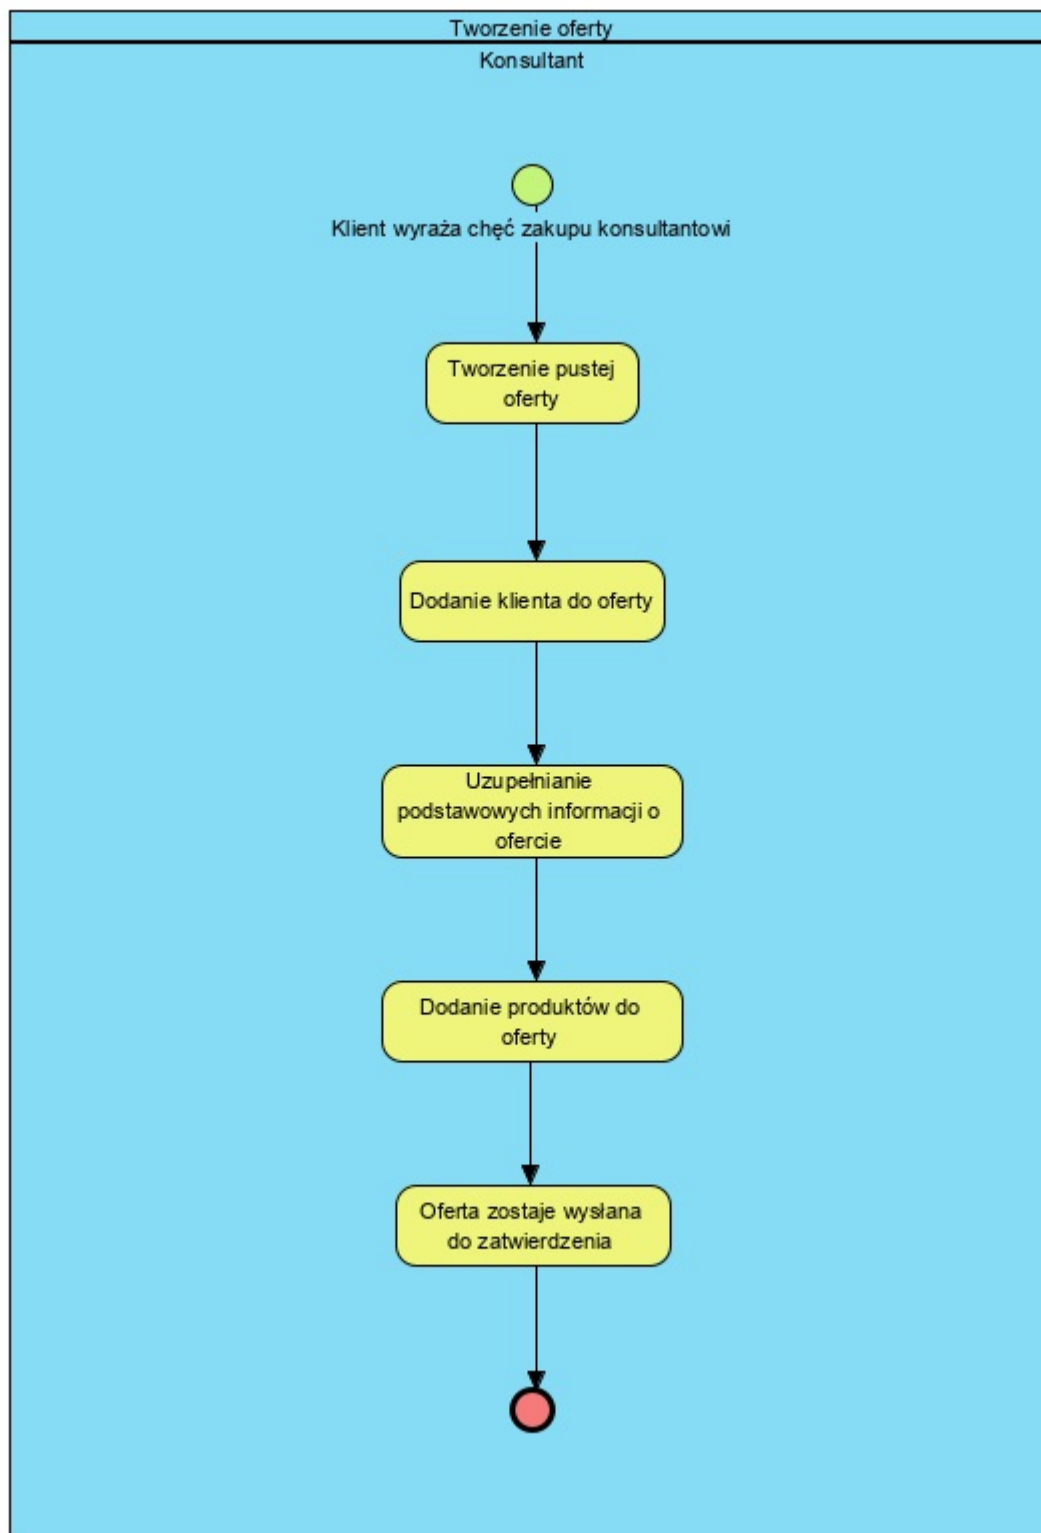 Tworzenie oferty
Konsultant
Klient wyraża chęć zakupu konsultantowi
Tworzenie pustej
oferty
Dodanie klienta do oferty
Uzupełnianie
podstawowych informacji o
ofercie
Dodanie produktów do
oferty
Oferta zostaje wysłana
do zatwierdzenia